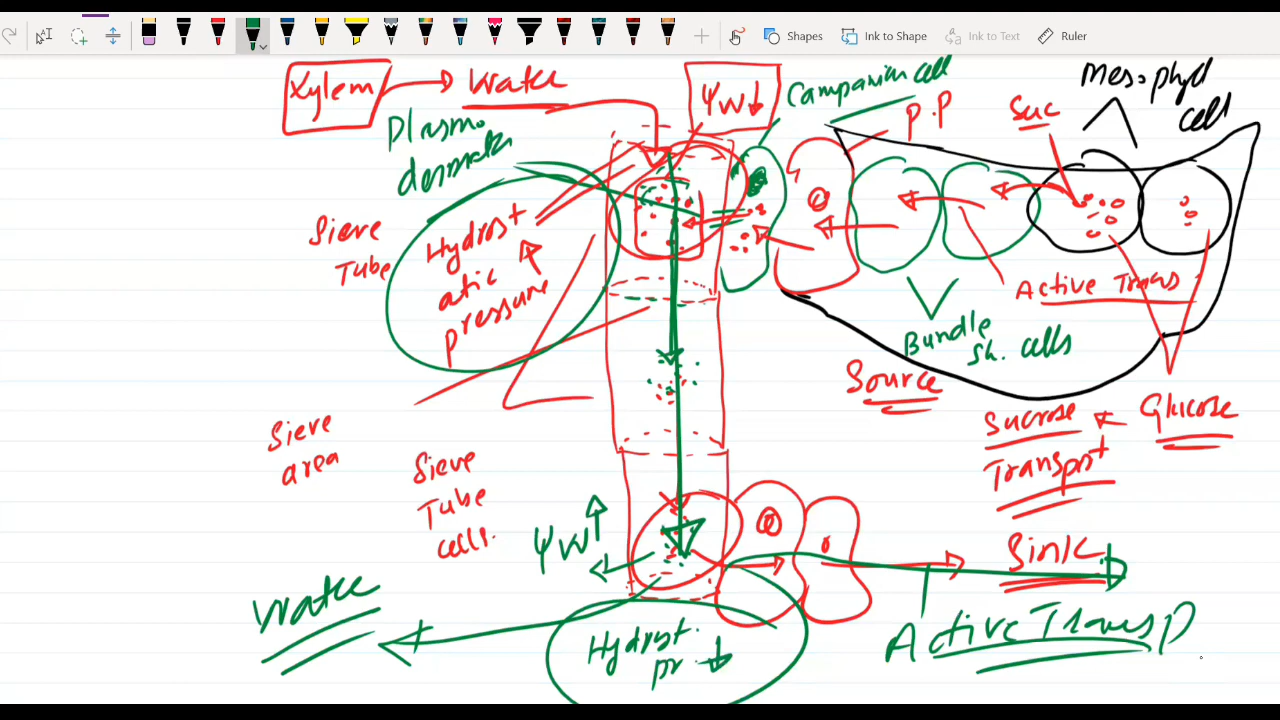 Shapes
Ink to Shape
Ink to Text
Ruler
Xylem
Water
ψW↓
Companion cell
P.P
Suc
Mesophyll
cell
Plasmo
desmata
Sieve
Tube
Hydrost
atic
pressure
Active Trans
Bundle
Sh. cells
Source
Sucrose
Glucose
Transport
Sieve
area
Sieve
Tube
cells.
ψW↑
Sink
Water
Hydrost.
pr.↓
Active Transp